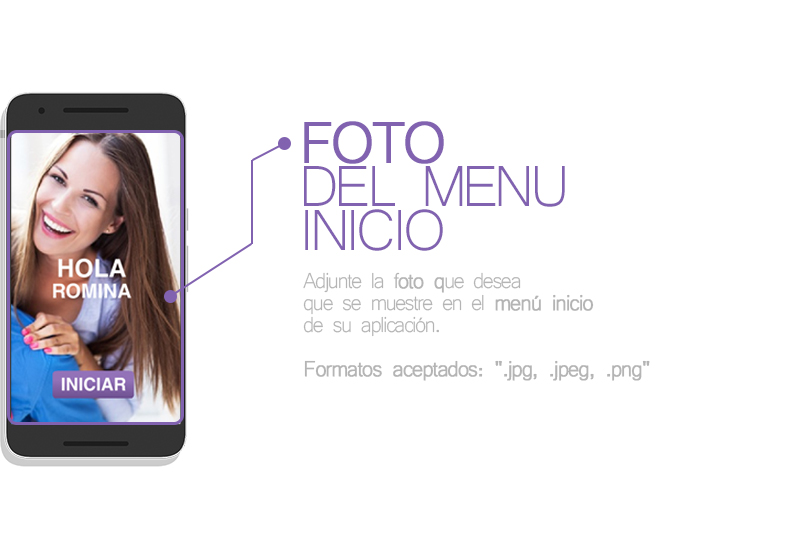 HOLA
ROMINA
INICIAR
FOTO
DEL MENU
INICIO
Adjunte la foto que desea
que se muestre en el menú inicio
de su aplicación.
Formatos aceptados: ".jpg, .jpeg, .png"